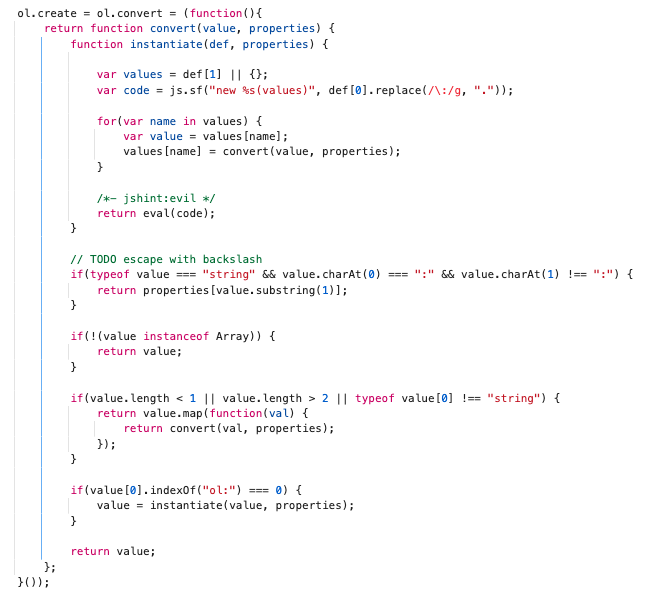 ol.create = ol.convert = (function(){
    return function convert(value, properties) {
        function instantiate(def, properties) {

            var values = def[1] || {};
            var code = js.sf("new %s(values)", def[0].replace(/\:/g, "."));

            for(var name in values) {
                var value = values[name];
                values[name] = convert(value, properties);
            }

            /*- jshint:evil */
            return eval(code);
        }

        // TODO escape with backslash
        if(typeof value === "string" && value.charAt(0) === ":" && value.charAt(1) !== ":") {
            return properties[value.substring(1)];
        }

        if(!(value instanceof Array)) {
            return value;
        }

        if(value.length < 1 || value.length > 2 || typeof value[0] !== "string") {
            return value.map(function(val) {
                return convert(val, properties);
            });
        }

        if(value[0].indexOf("ol:") === 0) {
            value = instantiate(value, properties);
        }

        return value;
    };
}());